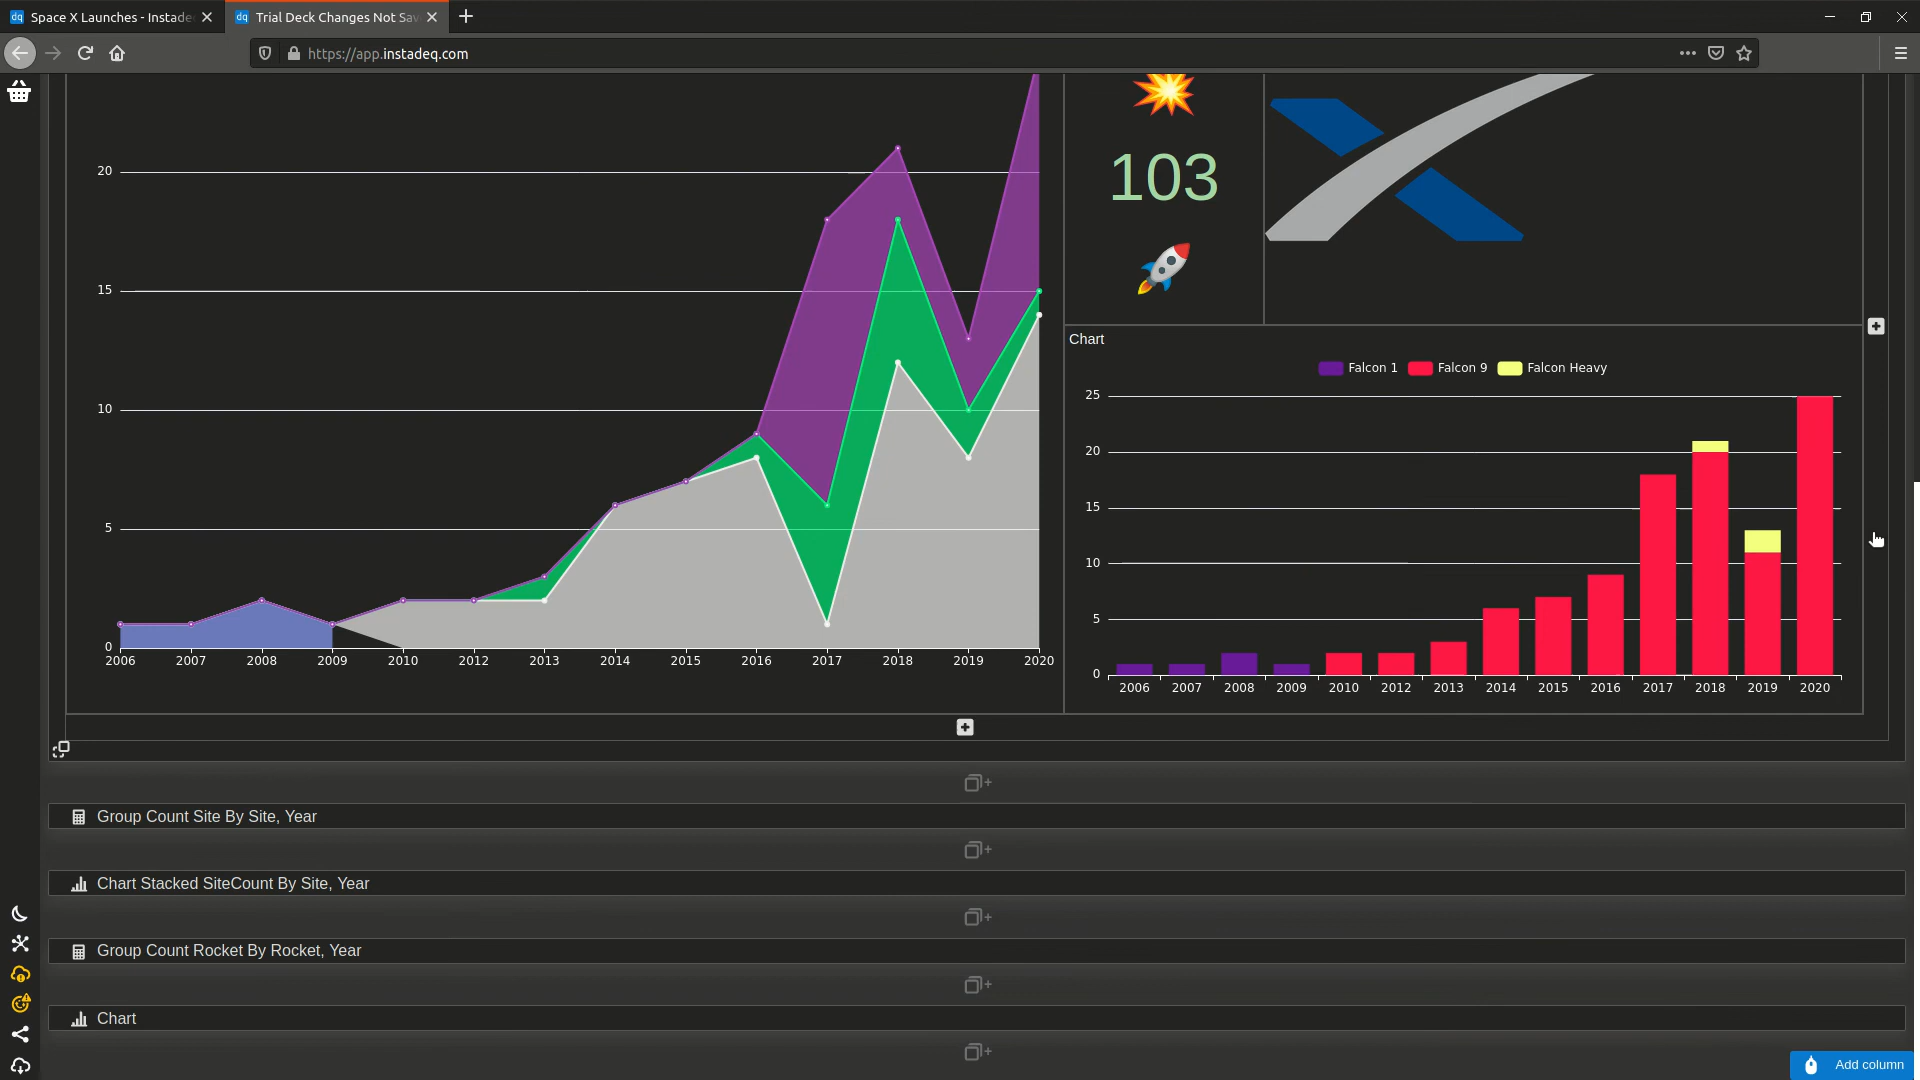 dq Space X Launches - Instade
dq Trial Deck Changes Not Sav
https://app.instadeq.com
20
15
10
5
0
2006 2007 2008 2009 2010 2012 2013 2014 2015 2016 2017 2018 2019 2020
103
Chart
Falcon 1 Falcon 9 Falcon Heavy
25
20
15
10
5
0
2006 2007 2008 2009 2010 2012 2013 2014 2015 2016 2017 2018 2019 2020
Group Count Site By Site, Year
Chart Stacked SiteCount By Site, Year
Group Count Rocket By Rocket, Year
Chart
Add column